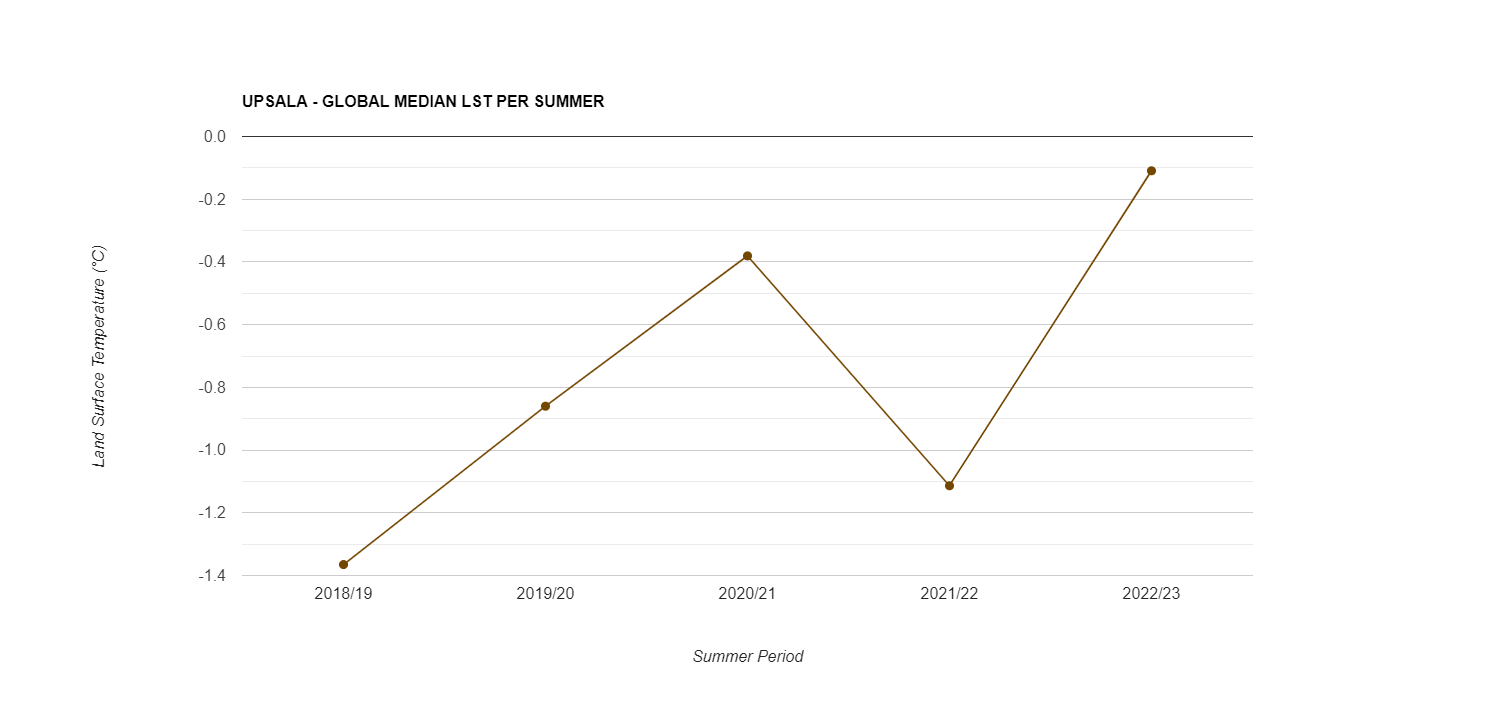 UPSALA - GLOBAL MEDIAN LST PER SUMMER
0.0
-0.2
-0.4
-0.6
-0.8
-1.0
-1.2
-1.4
Land Surface Temperature (°C)
2018/19 2019/20 2020/21 2021/22 2022/23
Summer Period